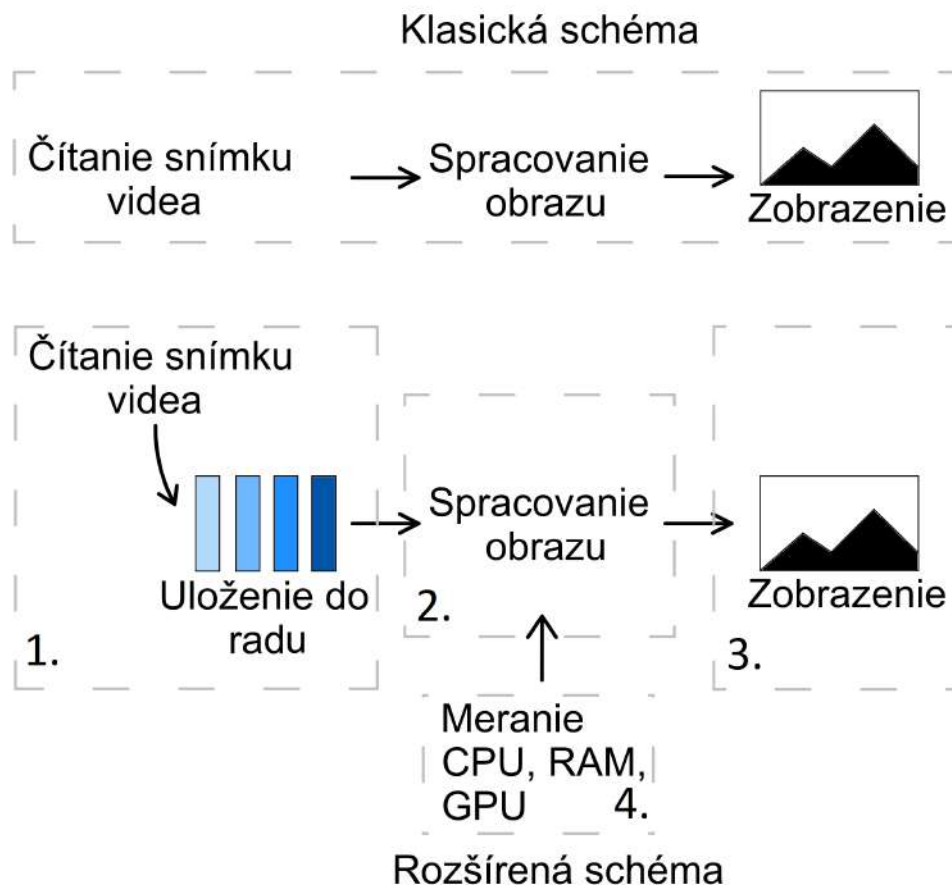 Klasická schéma
Čítanie snímku
videa
Spracovanie
obrazu
Zobrazenie
Čítanie snímku
videa
Uloženie do
radu
1.
Spracovanie
obrazu
2.
Zobrazenie
3.
Meranie
CPU, RAM,
GPU
4.
Rozšírená schéma